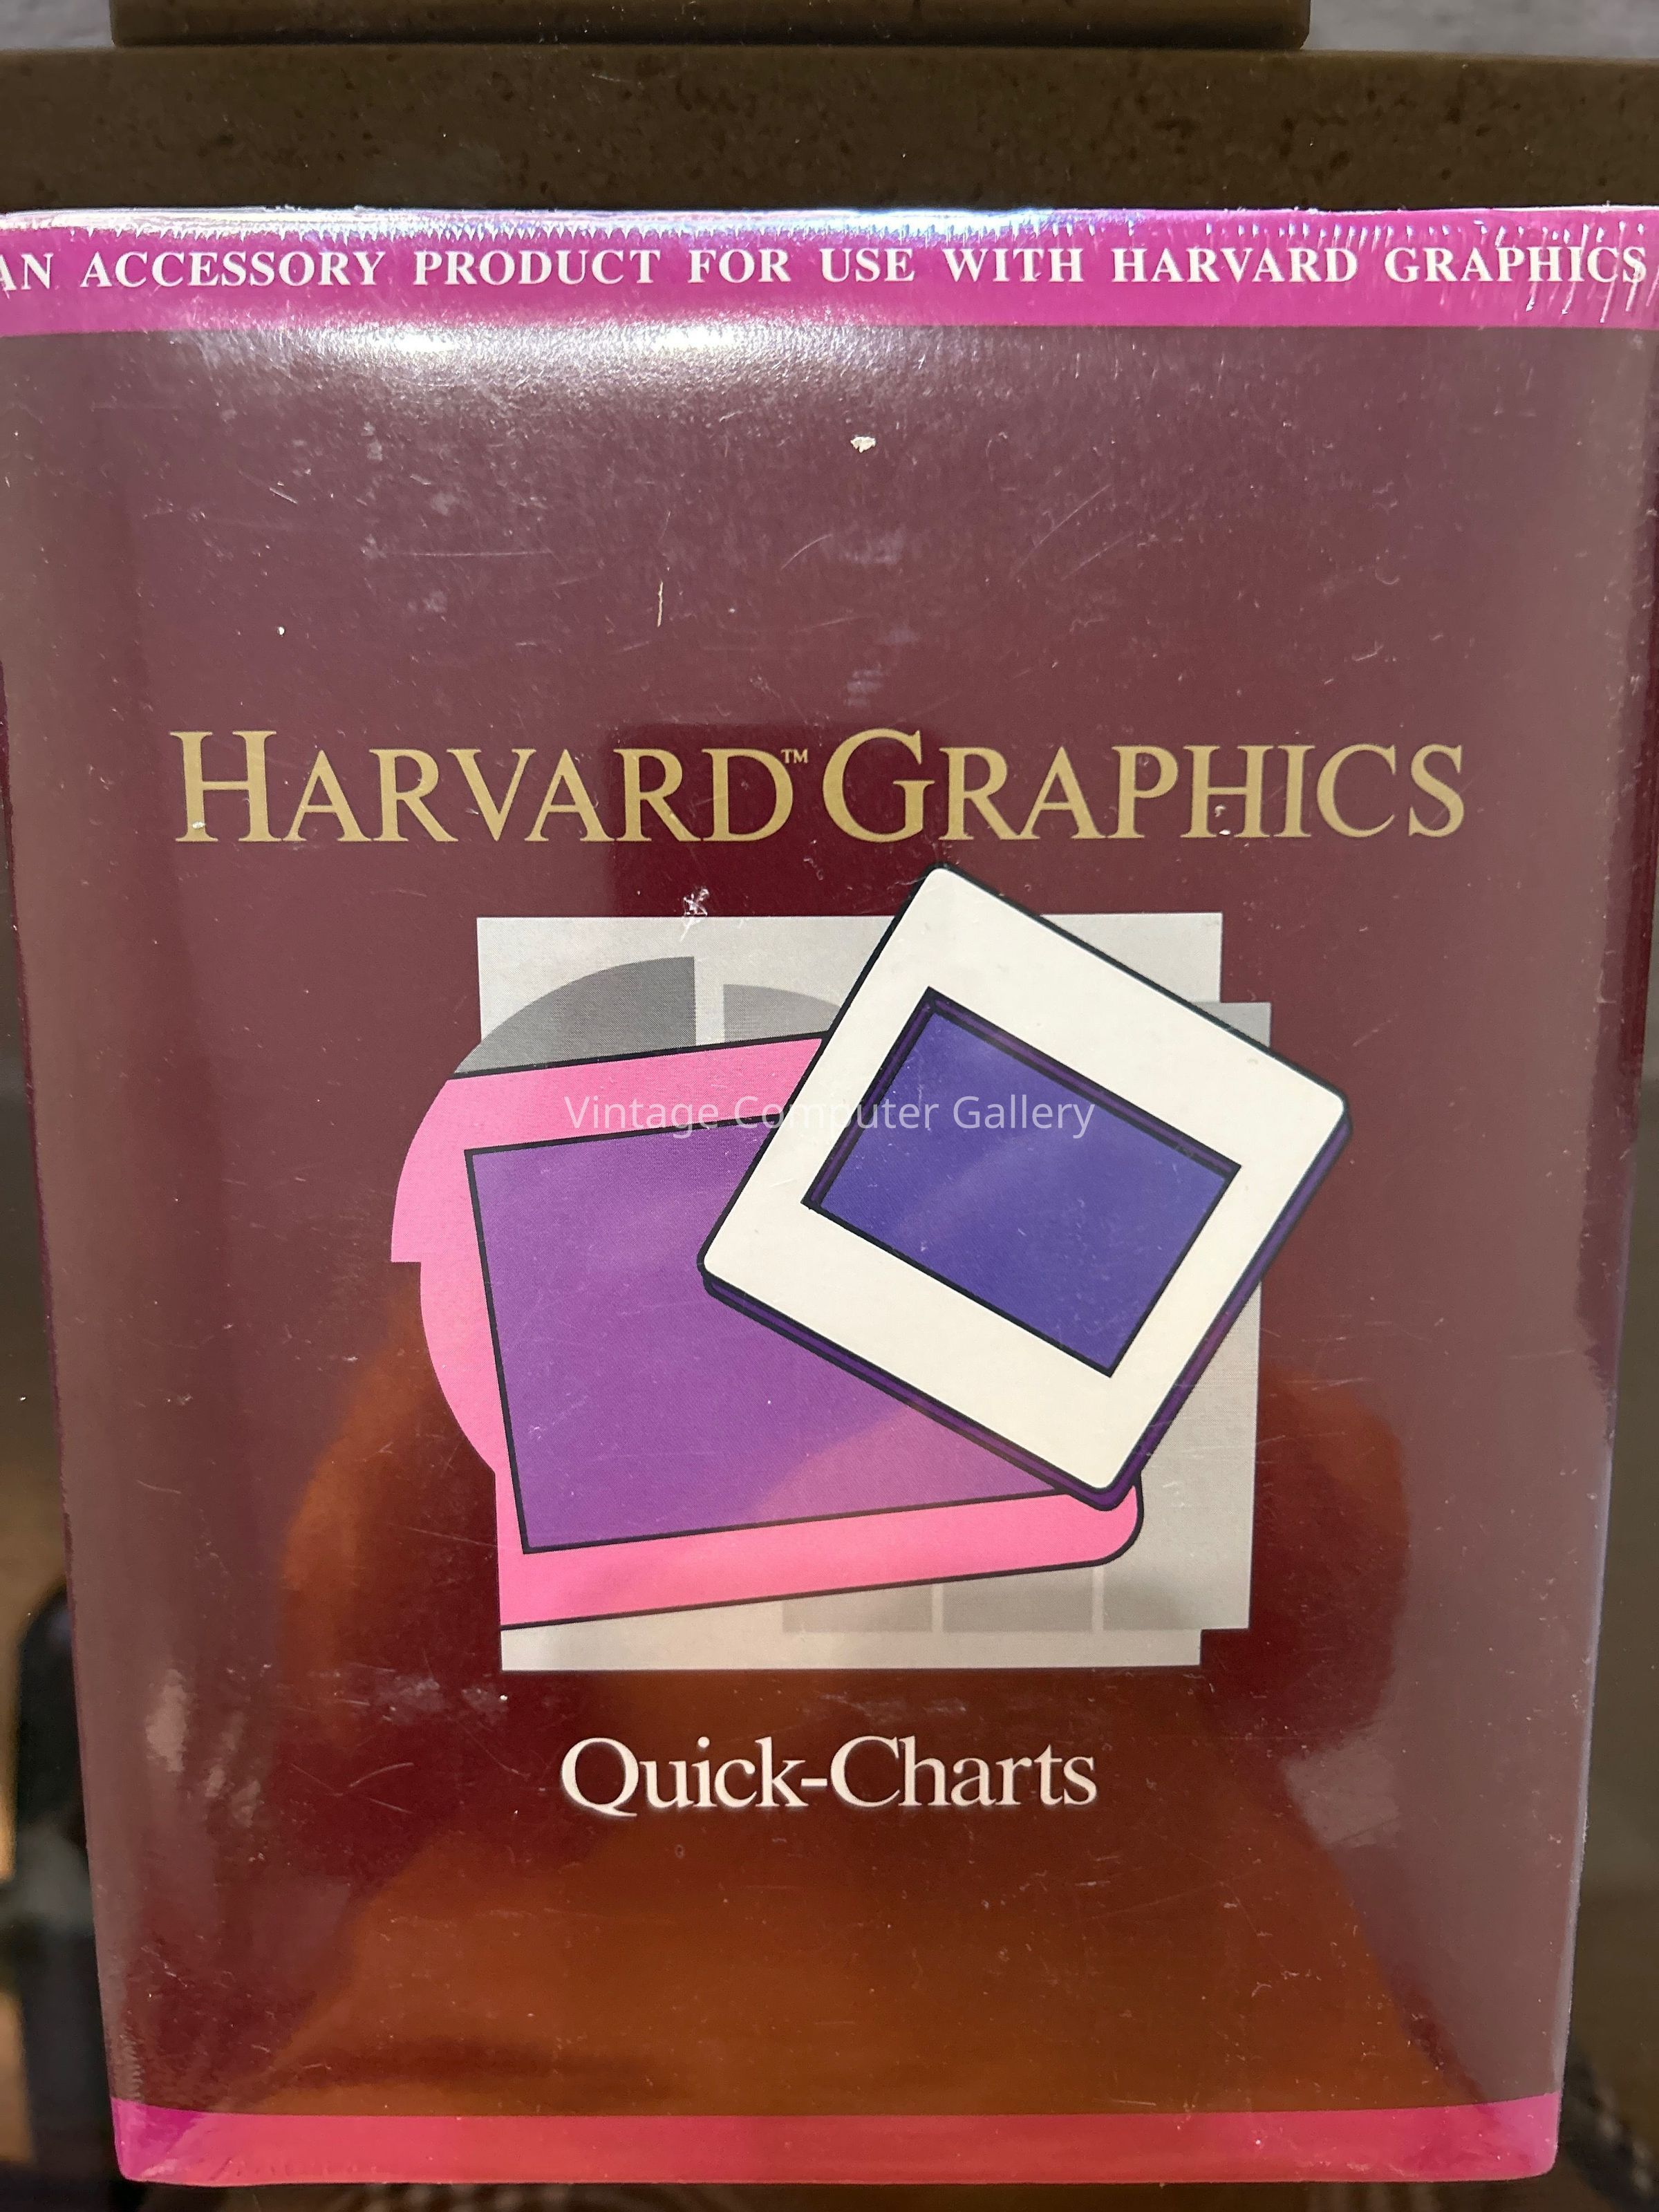 AN ACCESSORY PRODUCT FOR USE WITH HARVARD GRAPHICS
HARVARD™ GRAPHICS
Vintage Computer Gallery
Quick-Charts